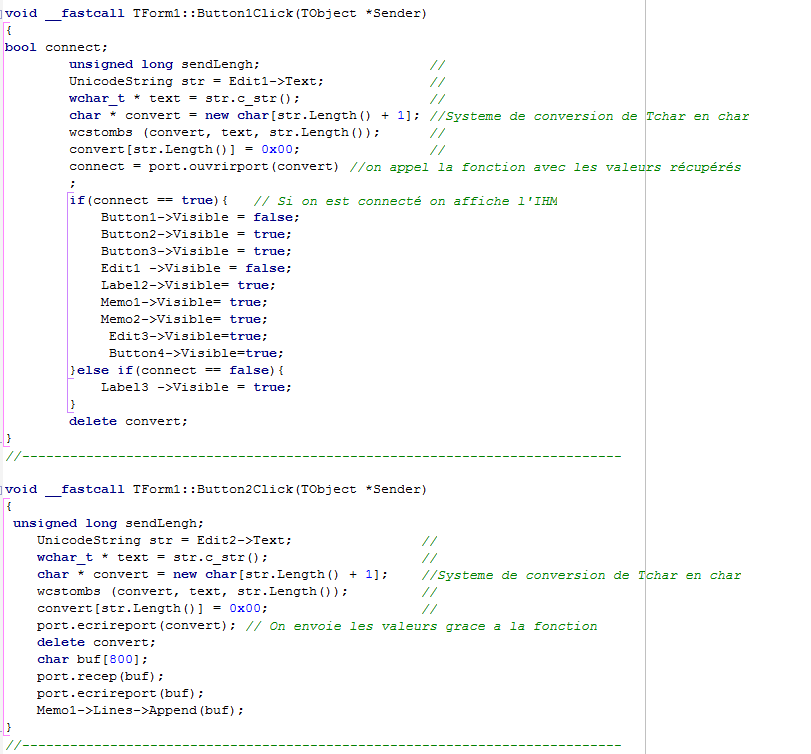 void __fastcall TForm1::Button1Click(TObject *Sender)
{
bool connect;
        unsigned long sendLengh;                     //
        UnicodeString str = Edit1->Text;             //
        wchar_t * text = str.c_str();                //
        char * convert = new char[str.Length() + 1]; //Systeme de conversion de Tchar en char
        wcstombs (convert, text, str.Length());      //
        convert[str.Length()] = 0x00;                //
        connect = port.ouvrirport(convert) //on appel la fonction avec les valeurs récupérés
        ;
        if(connect == true){   // Si on est connecté on affiche l'IHM
            Button1->Visible = false;
            Button2->Visible = true;
            Button3->Visible = true;
            Edit1 ->Visible = false;
            Label2->Visible= true;
            Memo1->Visible= true;
            Memo2->Visible= true;
             Edit3->Visible=true;
             Button4->Visible=true;
        }else if(connect == false){
            Label3 ->Visible = true;
        }
        delete convert;
}
//---------------------------------------------------------------------------
void __fastcall TForm1::Button2Click(TObject *Sender)
{
 unsigned long sendLengh;
    UnicodeString str = Edit2->Text;                //
    wchar_t * text = str.c_str();                   //
    char * convert = new char[str.Length() + 1];    //Systeme de conversion de Tchar en char
    wcstombs (convert, text, str.Length());         //
    convert[str.Length()] = 0x00;                   //
    port.ecrireport(convert); // On envoie les valeurs grace a la fonction
    delete convert;
    char buf[800];
    port.recep(buf);
    port.ecrireport(buf);
    Memo1->Lines->Append(buf);
}
//---------------------------------------------------------------------------